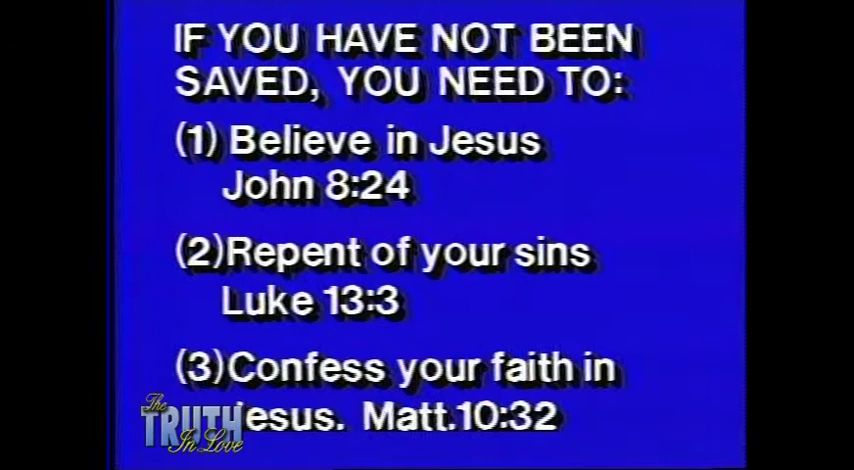 IF YOU HAVE NOT BEEN
SAVED, YOU NEED TO:
(1) Believe in Jesus
John 8:24
(2)Repent of your sins
Luke 13:3
(3)Confess your faith in
Jesus. Matt.10:32
The
TRUTH
In Love